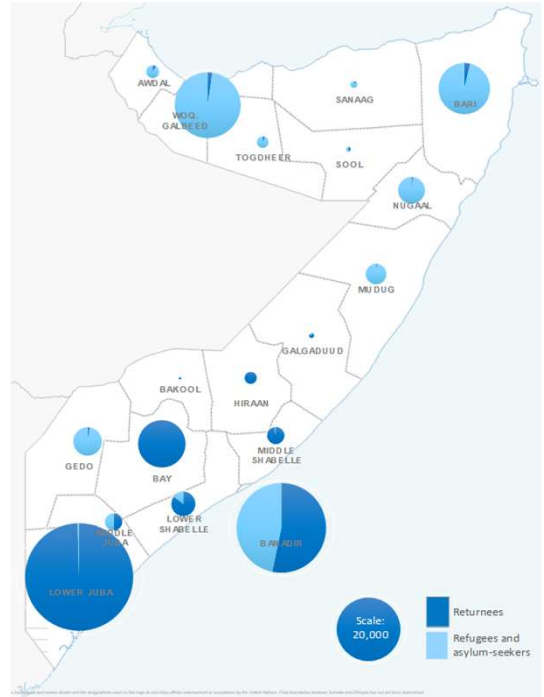 AWDAL
WOQ.
GALBEED
SANAAG
BARI
TOGDHEER
SOOL
NUGAAL
MUDUG
GALGADUUD
BAKOOL
HIRAAN
GEDO
BAY
MIDDLE
SHABELLE
LOWER
SHABELLE
MIDDLE
JUBA
BANADIR
LOWER JUBA
Scale:
20,000
Returnees
Refugees and
asylum-seekers